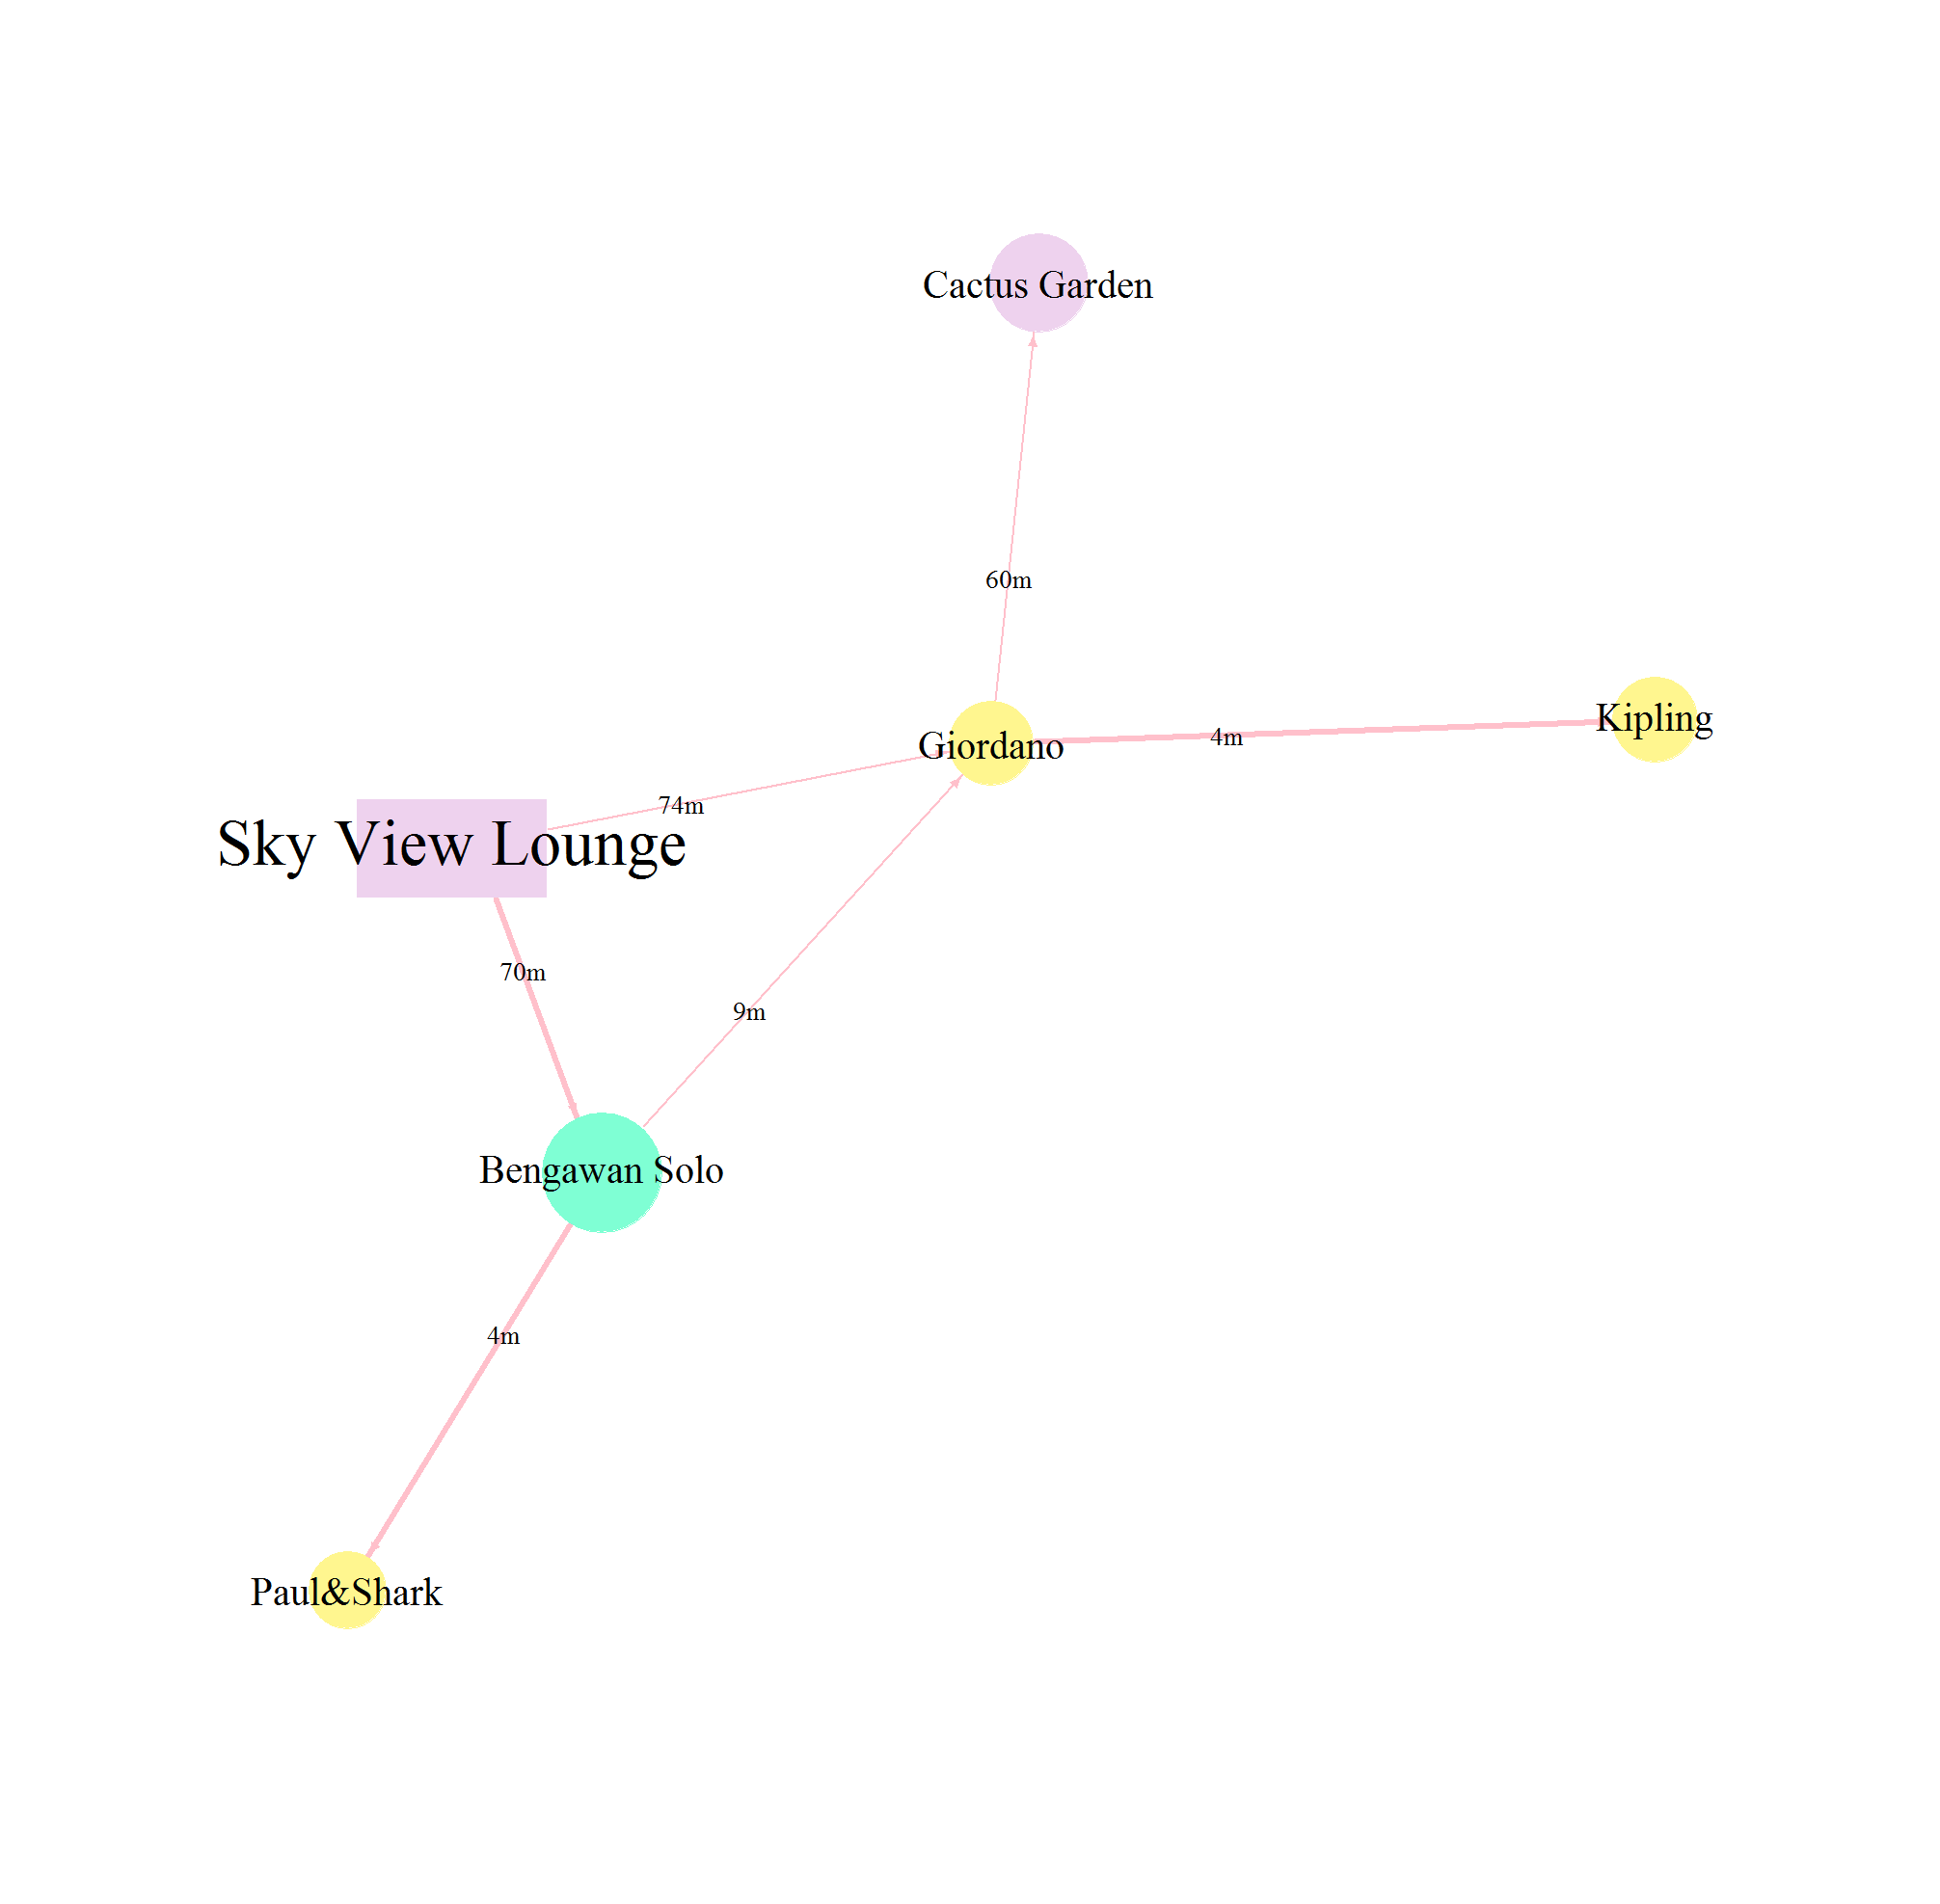 Cactus Garden
60m
Kipling
4m
Giordano
74m
Sky View Lounge
70m
9m
Bengawan Solo
4m
Paul&Shark